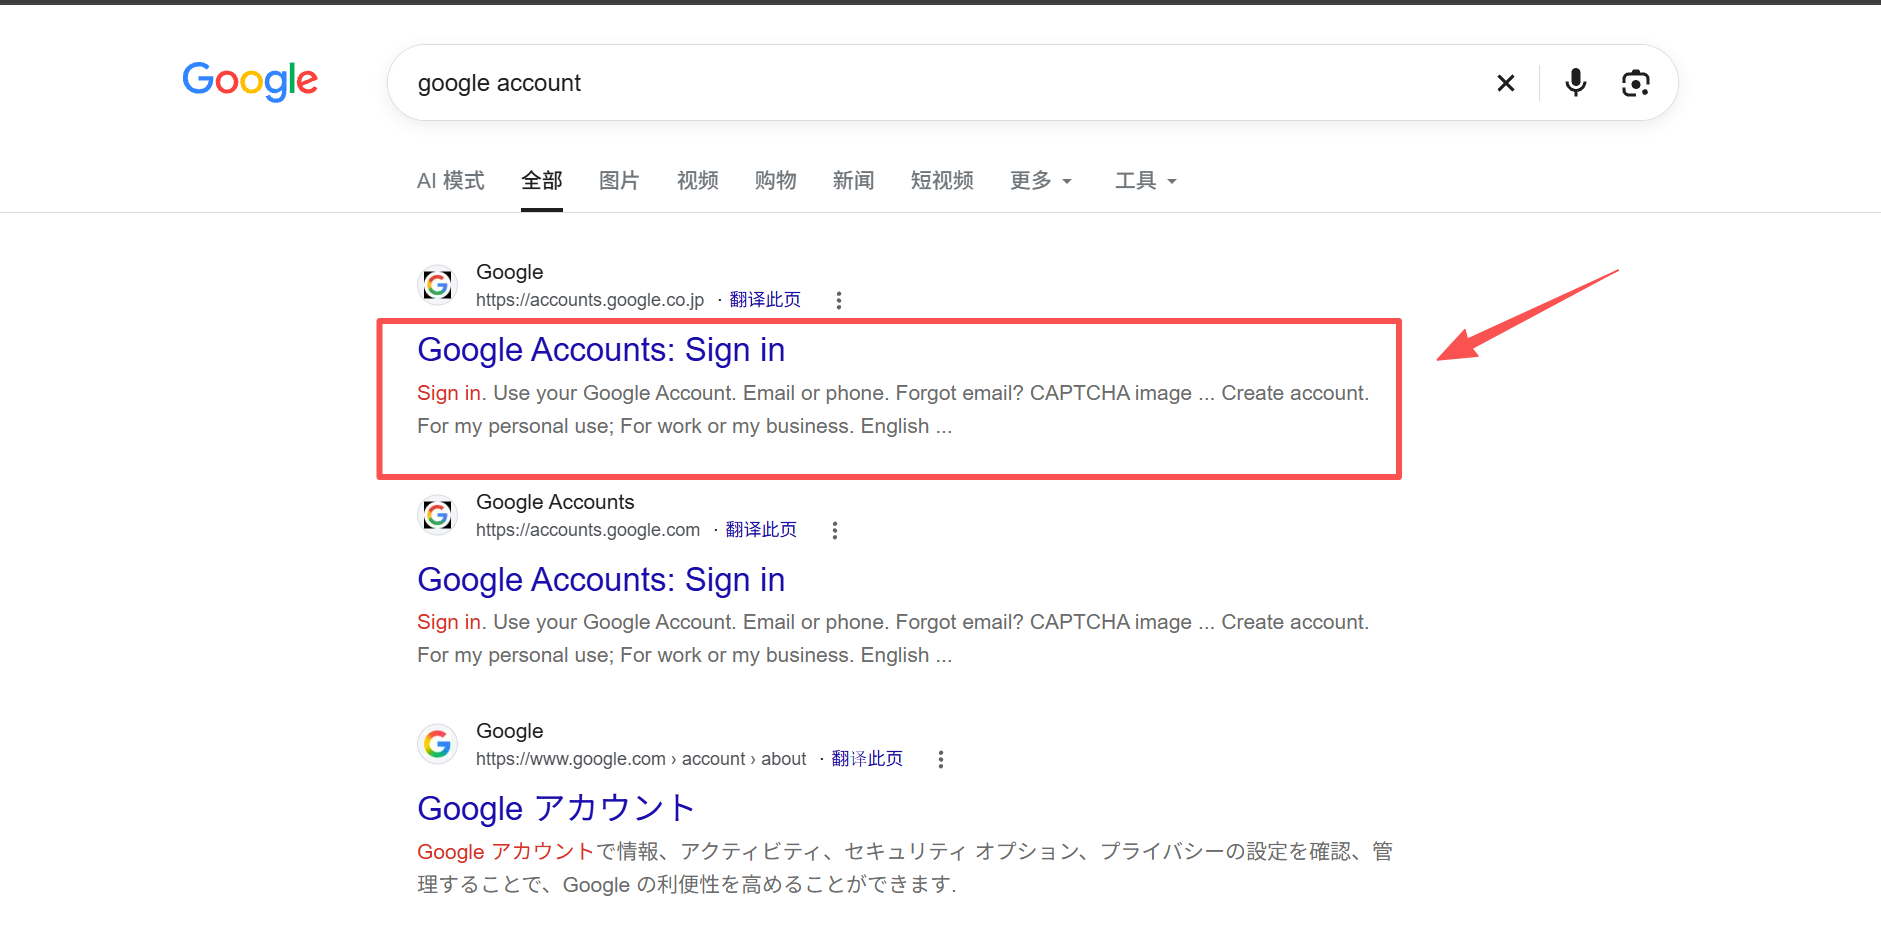 Google
google account
AI 模式
全部
图片
视频
购物
新闻
短视频
更多
工具
Google
https://accounts.google.co.jp · 翻译此页
Google Accounts: Sign in
Sign in. Use your Google Account. Email or phone. Forgot email? CAPTCHA image ... Create account.
For my personal use; For work or my business. English ...
Google Accounts
https://accounts.google.com · 翻译此页
Google Accounts: Sign in
Sign in. Use your Google Account. Email or phone. Forgot email? CAPTCHA image ... Create account.
For my personal use; For work or my business. English ...
Google
https://www.google.com › account › about · 翻译此页
Google アカウント
Google アカウントで情報、アクティビティ、セキュリティ オプション、プライバシーの設定を確認、管
理することで、Google の利便性を高めることができます.